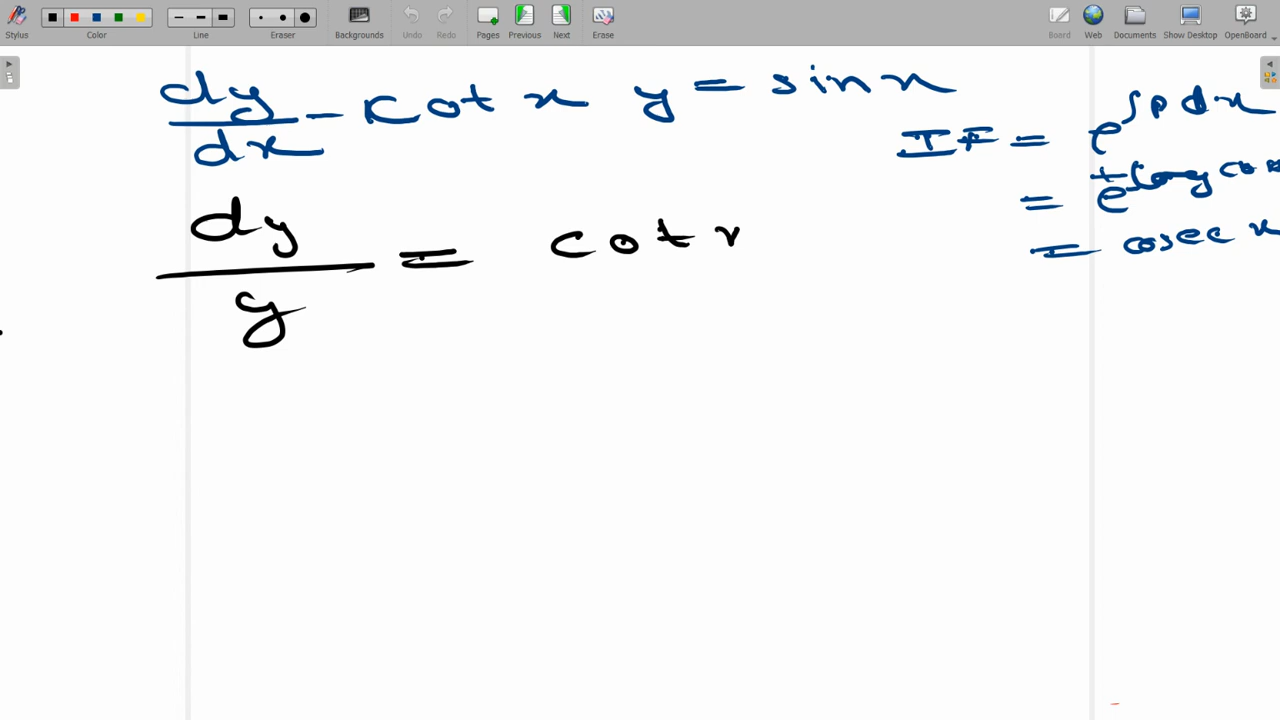 Stylus Color Line Eraser Backgrounds Undo Redo Pages Previous Next Erase Board Web Documents Show Desktop OpenBoard
dy/dx - cot x y = sin x
IF = e^∫p dx
= e^
= cosec x
dy/y = cot